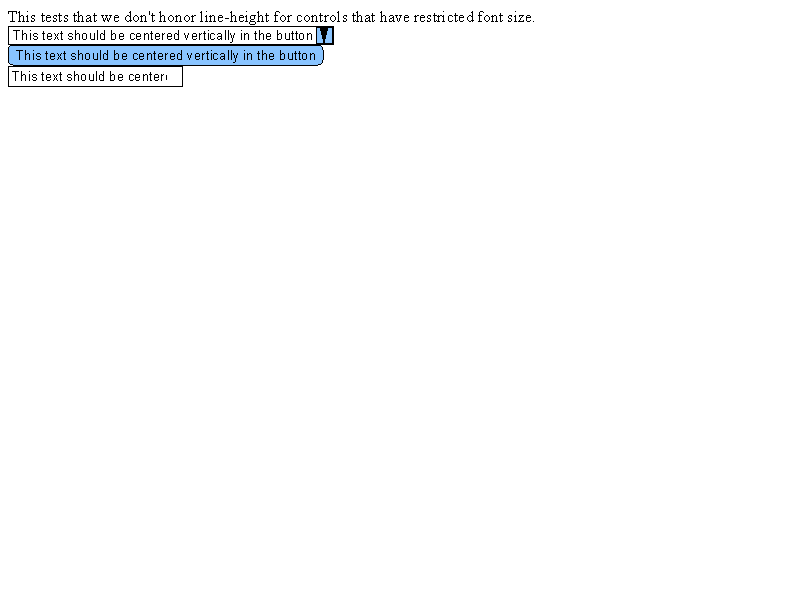 This tests that we don't honor line-height for controls that have restricted font size.
This text should be centered vertically in the button
This text should be centered vertically in the button
This text should be center